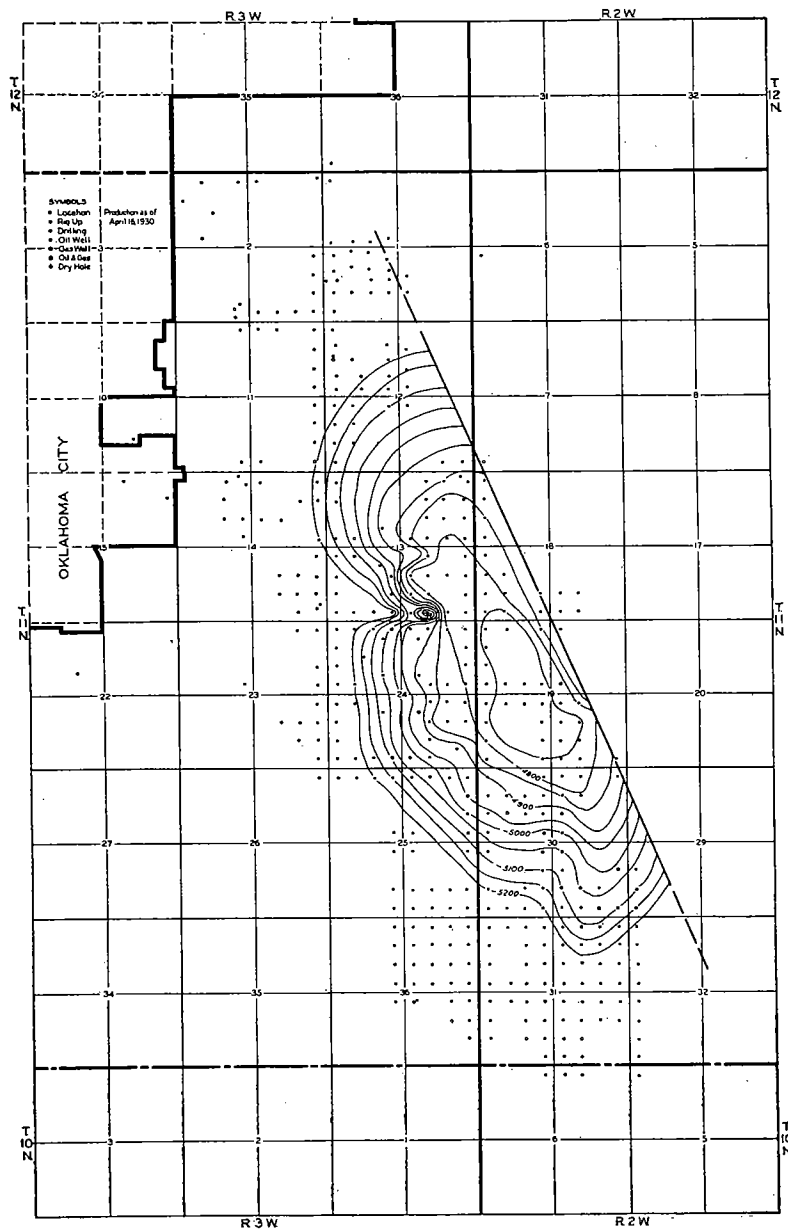 R. 3 W.
R. 2 W.
T. 12 N.
T. 12 N.
35
36
31
32
SYMBOLS
Location
Rig Up
Drilling
Oil Well
Gas Well
Oil & Gas
Dry Hole
Production as of
April 16, 1930
3
2
1
6
5
10
11
12
7
8
OKLAHOMA CITY
15
14
13
18
17
T. 11 N.
T. 11 N.
22
23
24
19
20
-4800
-4900
-5000
-5100
-5200
27
26
25
30
29
34
35
36
31
32
T. 10 N.
T. 10 N.
3
2
1
6
5
R. 3 W.
R. 2 W.